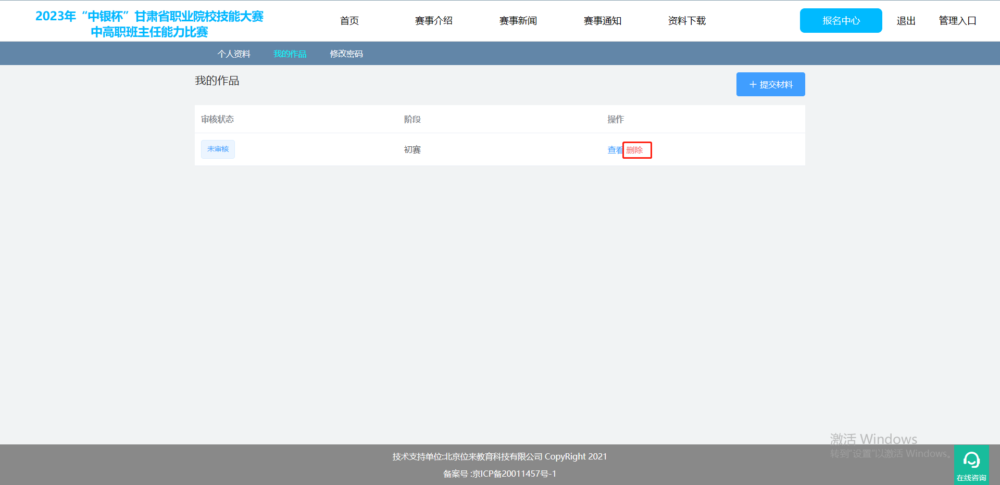 2023年“中银杯”甘肃省职业院校技能大赛
中高职班主任能力比赛
首页 赛事介绍 赛事新闻 赛事通知 资料下载 报名中心 退出 管理入口
个人资料 我的作品 修改密码
我的作品
提交材料
审核状态 阶段 操作
未审核 初赛 查看 删除
激活 Windows
转到"设置"以激活 Windows。
技术支持单位:北京位来教育科技有限公司 CopyRight 2021
备案号 :京ICP备20011457号-1
在线咨询